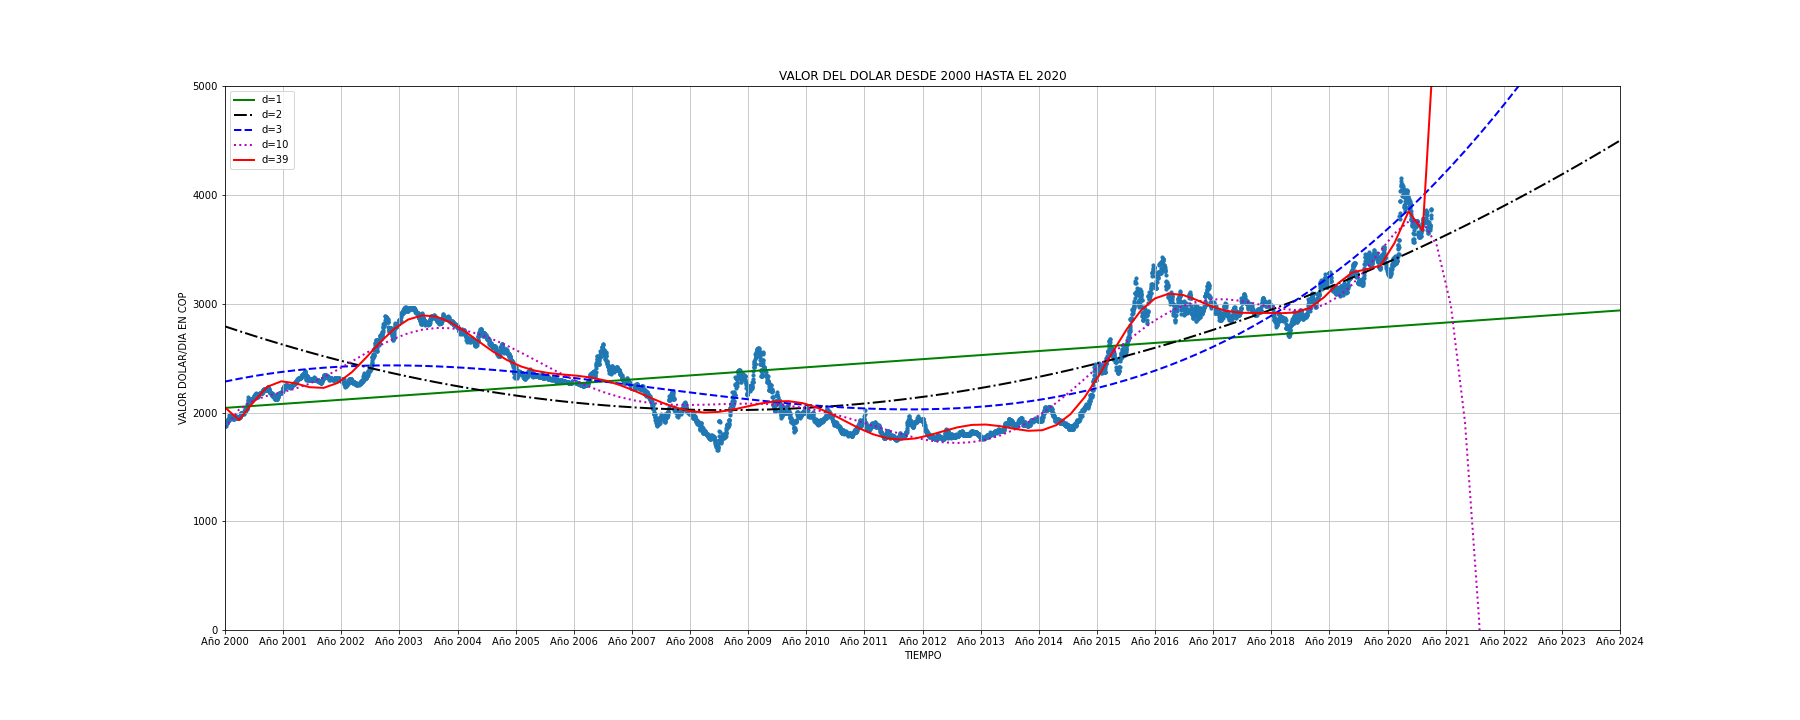 VALOR DEL DOLAR DESDE 2000 HASTA EL 2020
d=1
d=2
d=3
d=10
d=39
5000
4000
3000
2000
1000
0
VALOR DOLAR/DIA EN COP
Año 2000 Año 2001 Año 2002 Año 2003 Año 2004 Año 2005 Año 2006 Año 2007 Año 2008 Año 2009 Año 2010 Año 2011 Año 2012 Año 2013 Año 2014 Año 2015 Año 2016 Año 2017 Año 2018 Año 2019 Año 2020 Año 2021 Año 2022 Año 2023 Año 2024
TIEMPO